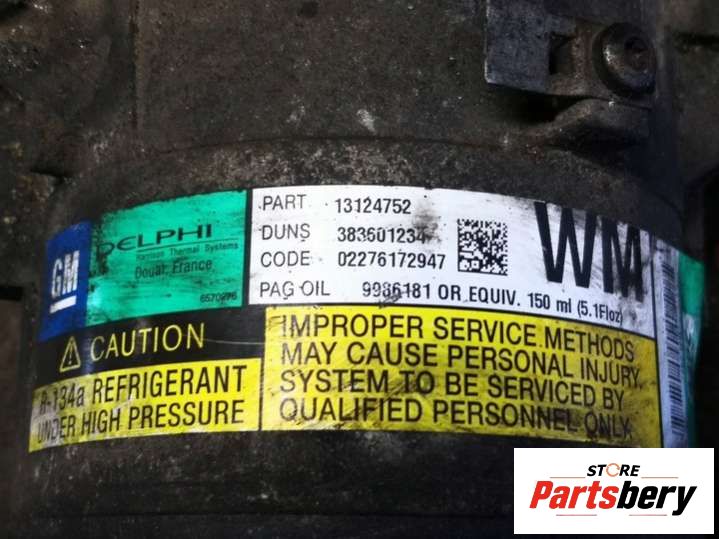 GM
DELPHI
Harrison Thermal Systems
Douai, France
6570276
PART 13124752
DUNS 383601234
CODE 02276172947
PAG OIL 9986181 OR EQUIV. 150 ml (5.1Floz)
WM
CAUTION
R-134a REFRIGERANT
UNDER HIGH PRESSURE
IMPROPER SERVICE METHODS
MAY CAUSE PERSONAL INJURY.
SYSTEM TO BE SERVICED BY
QUALIFIED PERSONNEL ONLY.
STORE
Partsbery